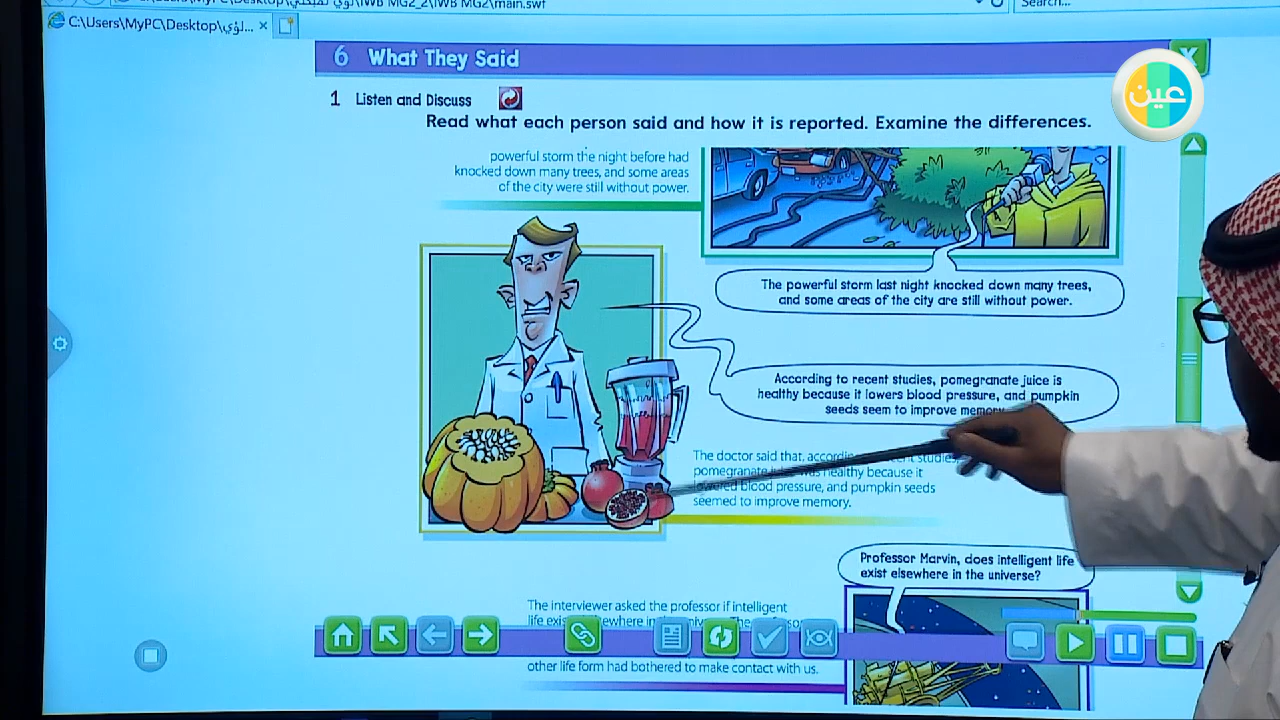 C:\Users\MyPC\Desktop\لؤي...
Search...
6 What They Said
عين
1 Listen and Discuss
Read what each person said and how it is reported. Examine the differences.
powerful storm the night before had
knocked down many trees, and some areas
of the city were still without power.
The powerful storm last night knocked down many trees,
and some areas of the city are still without power.
According to recent studies, pomegranate juice is
healthy because it lowers blood pressure, and pumpkin
seeds seem to improve memory
The doctor said that, studies,
pomegranate was healthy because it
lowered blood pressure, and pumpkin seeds
seemed to improve memory.
Professor Marvin, does intelligent life
exist elsewhere in the universe?
The interviewer asked the professor if intelligent
other life form had bothered to make contact with us.